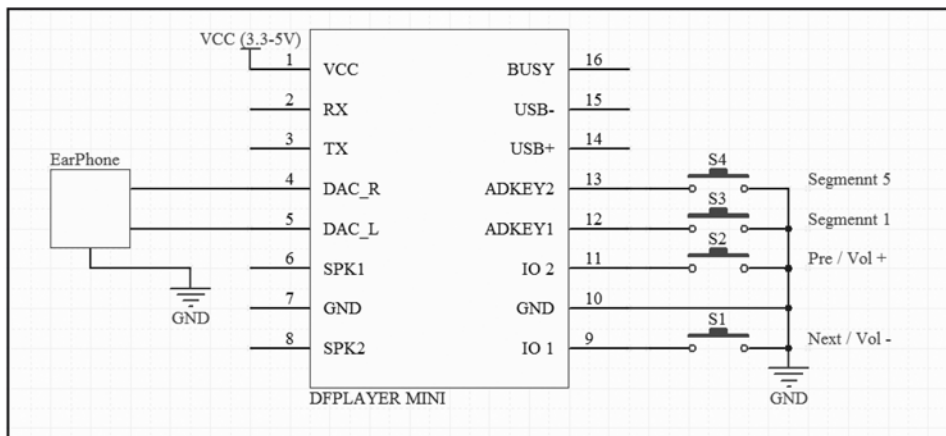 VCC (3.3-5V)
1 VCC BUSY 16
2 RX USB- 15
3 TX USB+ 14
EarPhone
4 DAC_R ADKEY2 13 S4 Segmennt 5
5 DAC_L ADKEY1 12 S3 Segmennt 1
6 SPK1 IO 2 11 S2 Pre / Vol +
7 GND GND 10
8 SPK2 IO 1 9 S1 Next / Vol -
GND
DFPLAYER MINI
GND